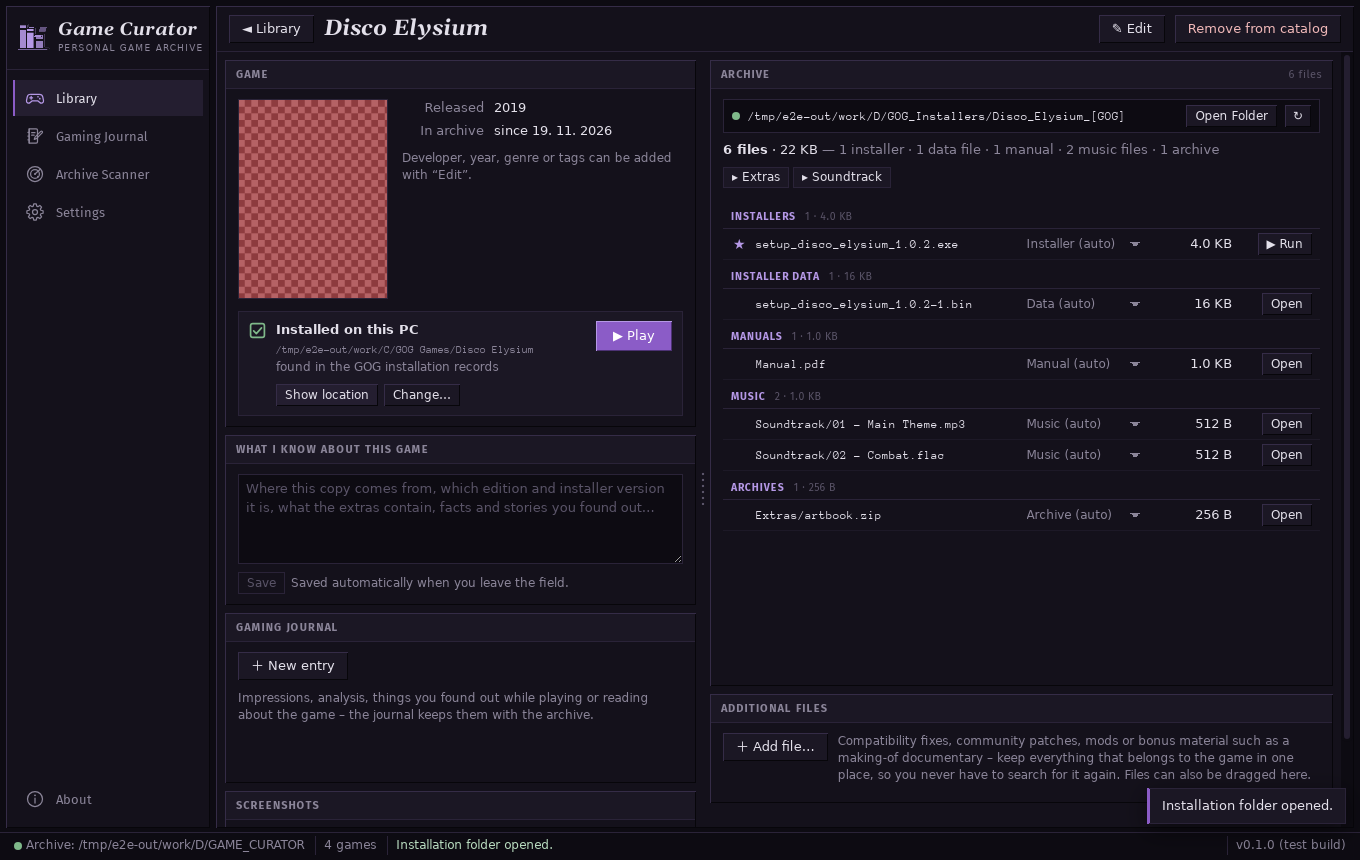 Game Curator
PERSONAL GAME ARCHIVE
Library
Gaming Journal
Archive Scanner
Settings
About
◄ Library
Disco Elysium
✎ Edit
Remove from catalog
GAME
Released 2019
In archive since 19. 11. 2026
Developer, year, genre or tags can be added
with “Edit”.
Installed on this PC
/tmp/e2e-out/work/C/GOG Games/Disco Elysium
found in the GOG installation records
▶ Play
Show location
Change...
WHAT I KNOW ABOUT THIS GAME
Where this copy comes from, which edition and installer version
it is, what the extras contain, facts and stories you found out...
Save
Saved automatically when you leave the field.
GAMING JOURNAL
+ New entry
Impressions, analysis, things you found out while playing or reading
about the game – the journal keeps them with the archive.
SCREENSHOTS
ARCHIVE 6 files
/tmp/e2e-out/work/D/GOG_Installers/Disco_Elysium_[GOG]
Open Folder
↻
6 files · 22 KB — 1 installer · 1 data file · 1 manual · 2 music files · 1 archive
▸ Extras
▸ Soundtrack
INSTALLERS 1 · 4.0 KB
★ setup_disco_elysium_1.0.2.exe Installer (auto) 4.0 KB ▶ Run
INSTALLER DATA 1 · 16 KB
setup_disco_elysium_1.0.2-1.bin Data (auto) 16 KB Open
MANUALS 1 · 1.0 KB
Manual.pdf Manual (auto) 1.0 KB Open
MUSIC 2 · 1.0 KB
Soundtrack/01 - Main Theme.mp3 Music (auto) 512 B Open
Soundtrack/02 - Combat.flac Music (auto) 512 B Open
ARCHIVES 1 · 256 B
Extras/artbook.zip Archive (auto) 256 B Open
ADDITIONAL FILES
+ Add file...
Compatibility fixes, community patches, mods or bonus material such as a
making-of documentary – keep everything that belongs to the game in one
place, so you never have to search for it again. Files can also be dragged here.
Installation folder opened.
Archive: /tmp/e2e-out/work/D/GAME_CURATOR
4 games
Installation folder opened.
v0.1.0 (test build)